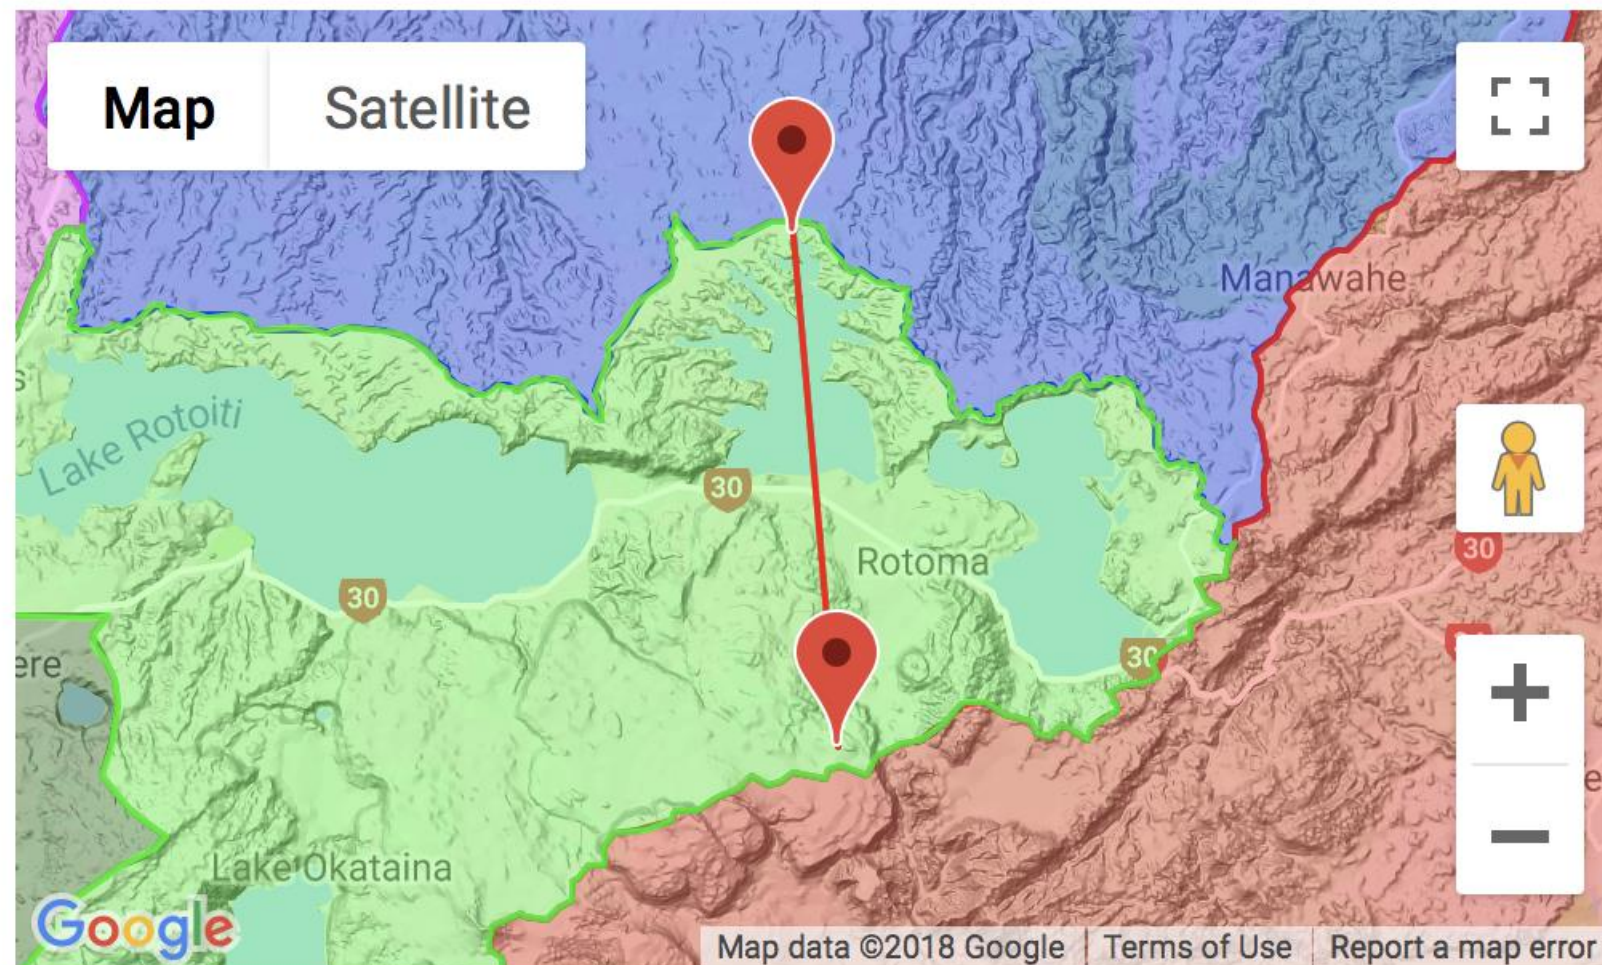 Map Satellite
Manawahe
Lake Rotoiti
30
Rotoma
30
30
30
ere
Lake Okataina
Google
Map data ©2018 Google Terms of Use Report a map error